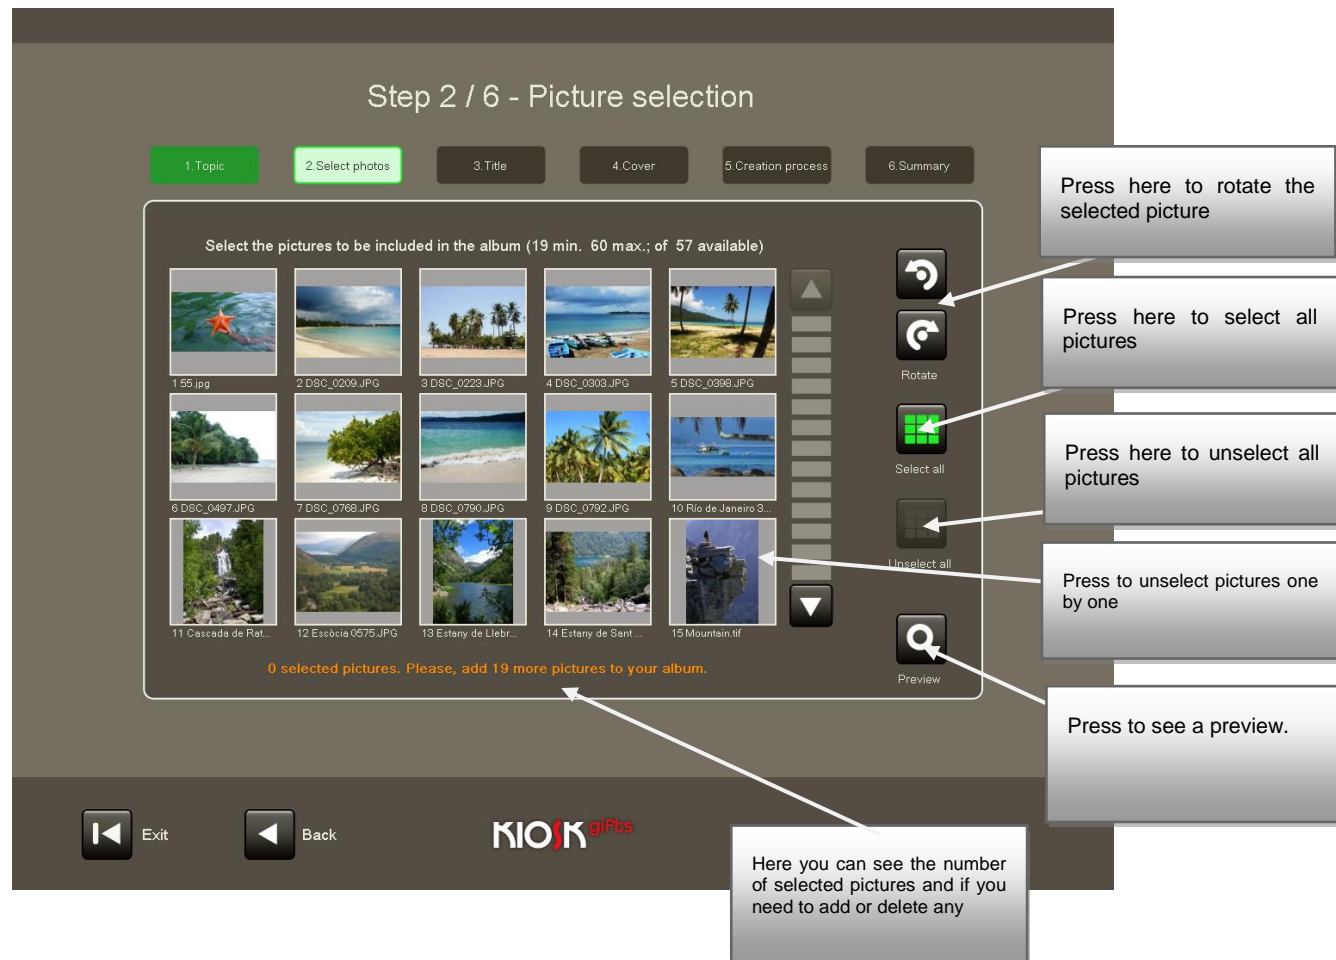 Step 2 / 6 - Picture selection
1.Topic
2.Select photos
3.Title
4.Cover
5.Creation process
6.Summary
Select the pictures to be included in the album (19 min. 60 max.; of 57 available)
1 55.jpg
2 DSC_0209.JPG
3 DSC_0223.JPG
4 DSC_0303.JPG
5 DSC_0398.JPG
6 DSC_0497.JPG
7 DSC_0768.JPG
8 DSC_0790.JPG
9 DSC_0792.JPG
10 Río de Janeiro 3...
11 Cascada de Rat...
12 Escòcia 0575.JPG
13 Estany de Llebr...
14 Estany de Sant ...
15 Mountain.tif
0 selected pictures. Please, add 19 more pictures to your album.
Rotate
Select all
Unselect all
Preview
Press here to rotate the
selected picture
Press here to select all
pictures
Press here to unselect all
pictures
Press to unselect pictures one
by one
Press to see a preview.
Exit
Back
KIOSK gifts
Here you can see the number
of selected pictures and if you
need to add or delete any